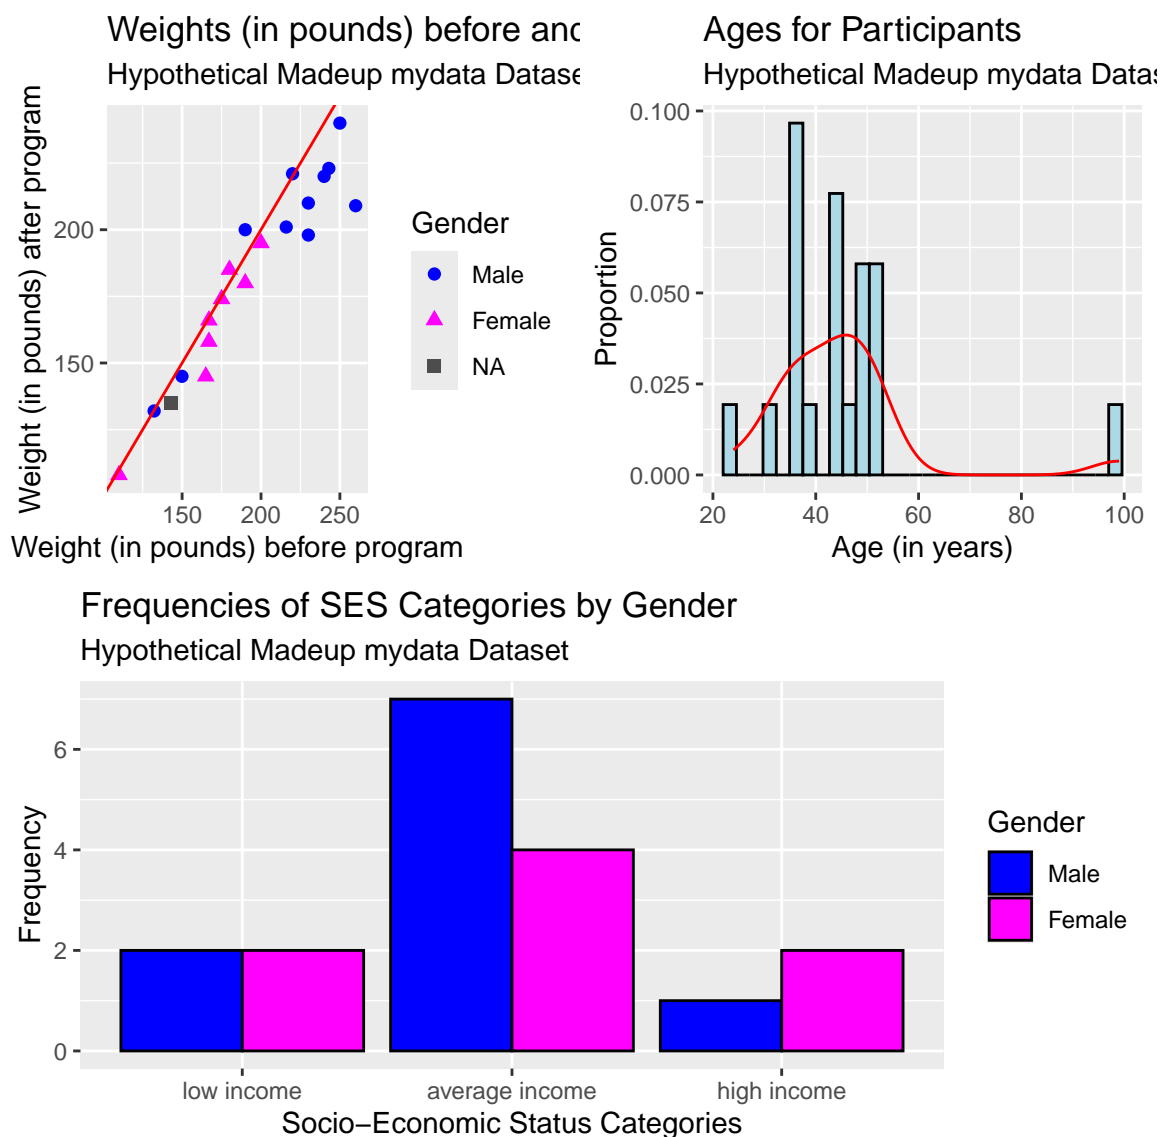 Weights (in pounds) before and
Hypothetical Madeup mydata Datase
Weight (in pounds) after program
200
150
150 200 250
Weight (in pounds) before program
Gender
Male
Female
NA
Ages for Participants
Hypothetical Madeup mydata Datas
Proportion
0.100
0.075
0.050
0.025
0.000
20 40 60 80 100
Age (in years)
Frequencies of SES Categories by Gender
Hypothetical Madeup mydata Dataset
Frequency
6
4
2
0
low income average income high income
Socio−Economic Status Categories
Gender
Male
Female